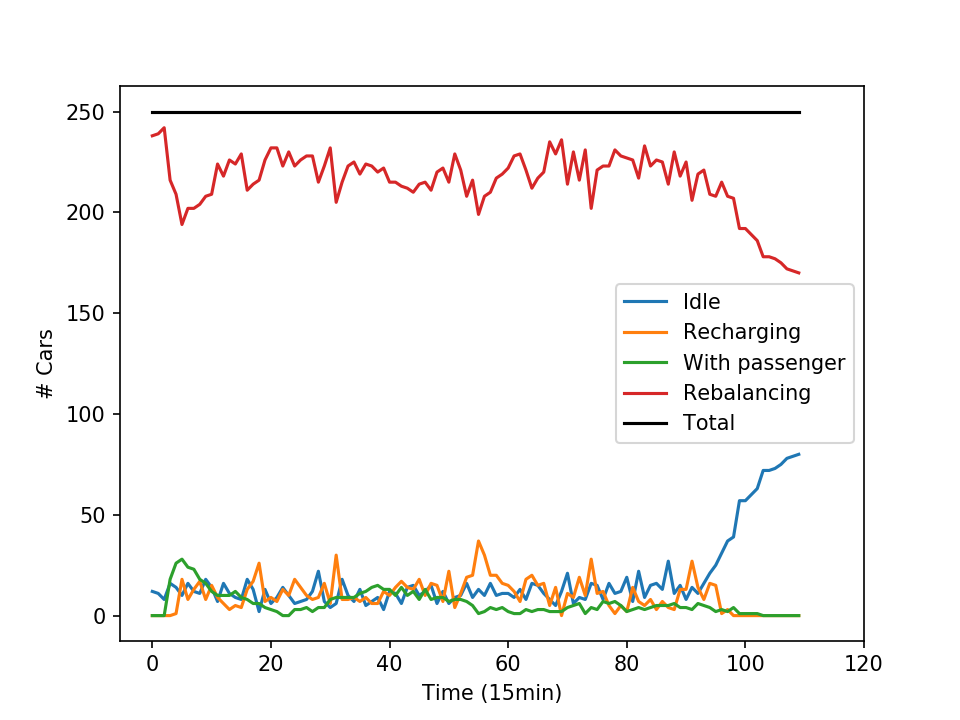 250
200
150
100
50
0
# Cars
Idle
Recharging
With passenger
Rebalancing
Total
0 20 40 60 80 100 120
Time (15min)